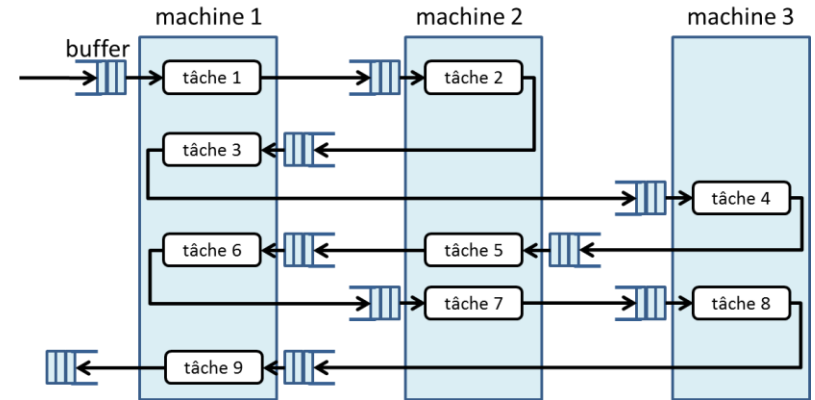 machine 1
machine 2
machine 3
buffer
tâche 1
tâche 2
tâche 3
tâche 4
tâche 6
tâche 5
tâche 7
tâche 8
tâche 9